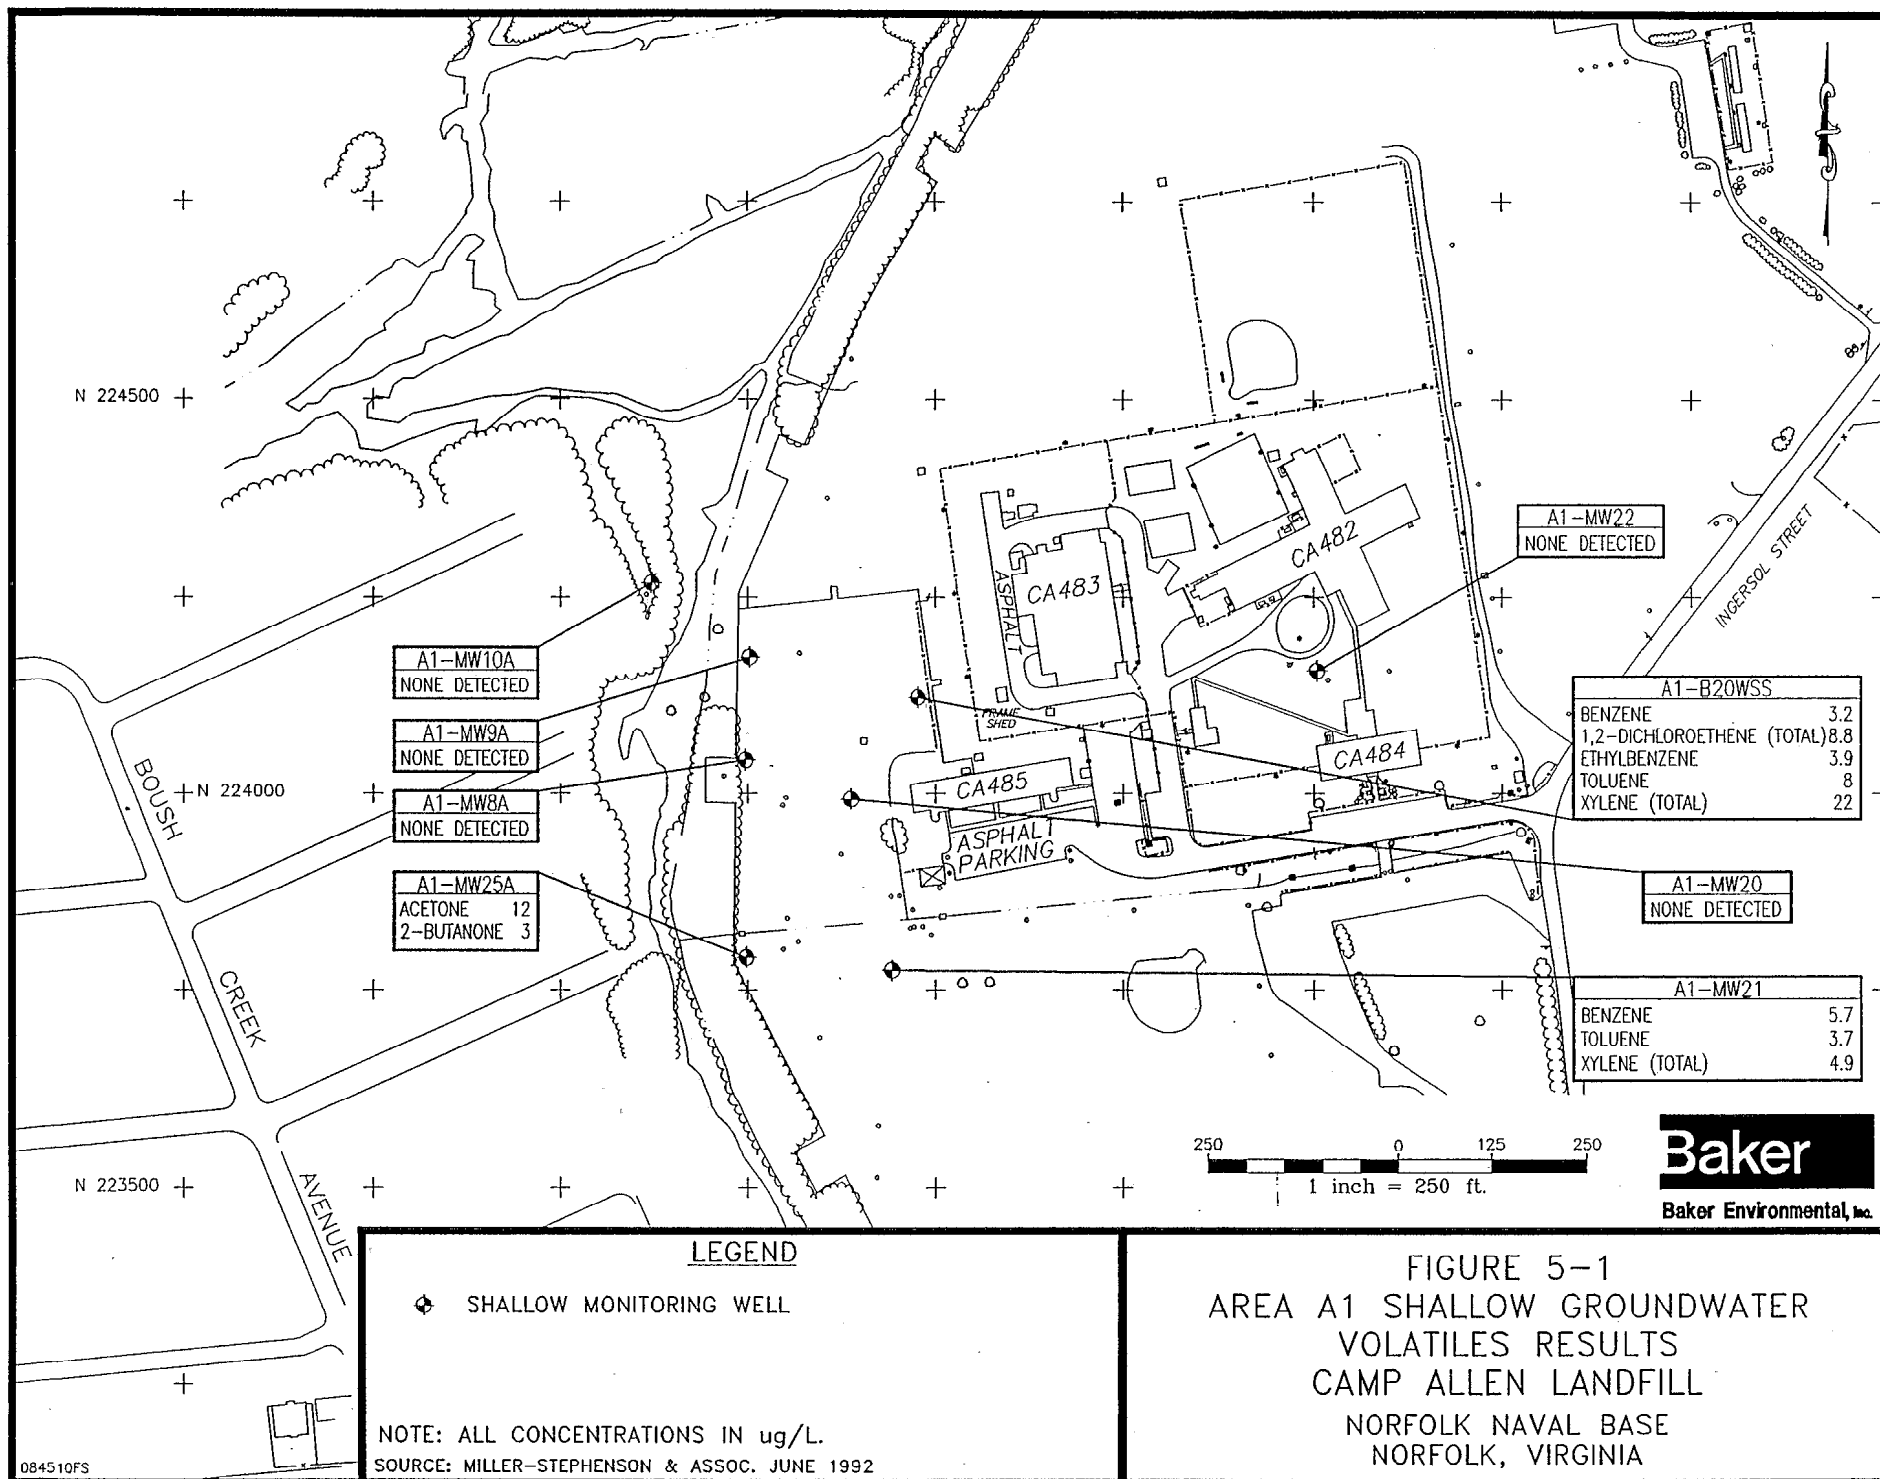 N 224500
N 224000
N 223500
A1-MW22
NONE DETECTED
INGERSOL STREET
CA482
CA483
ASPHALT
FRAME
SHED
CA484
CA485
ASPHALT
PARKING
A1-MW10A
NONE DETECTED
A1-MW9A
NONE DETECTED
A1-MW8A
NONE DETECTED
A1-MW25A
ACETONE 12
2-BUTANONE 3
A1-B20WSS
BENZENE 3.2
1,2-DICHLOROETHENE (TOTAL) 8.8
ETHYLBENZENE 3.9
TOLUENE 8
XYLENE (TOTAL) 22
A1-MW20
NONE DETECTED
A1-MW21
BENZENE 5.7
TOLUENE 3.7
XYLENE (TOTAL) 4.9
BOUSH
CREEK
AVENUE
250 0 125 250
1 inch = 250 ft.
Baker
Baker Environmental, Inc.
LEGEND
SHALLOW MONITORING WELL
NOTE: ALL CONCENTRATIONS IN ug/L.
SOURCE: MILLER-STEPHENSON & ASSOC. JUNE 1992
FIGURE 5-1
AREA A1 SHALLOW GROUNDWATER
VOLATILES RESULTS
CAMP ALLEN LANDFILL
NORFOLK NAVAL BASE
NORFOLK, VIRGINIA
084510FS